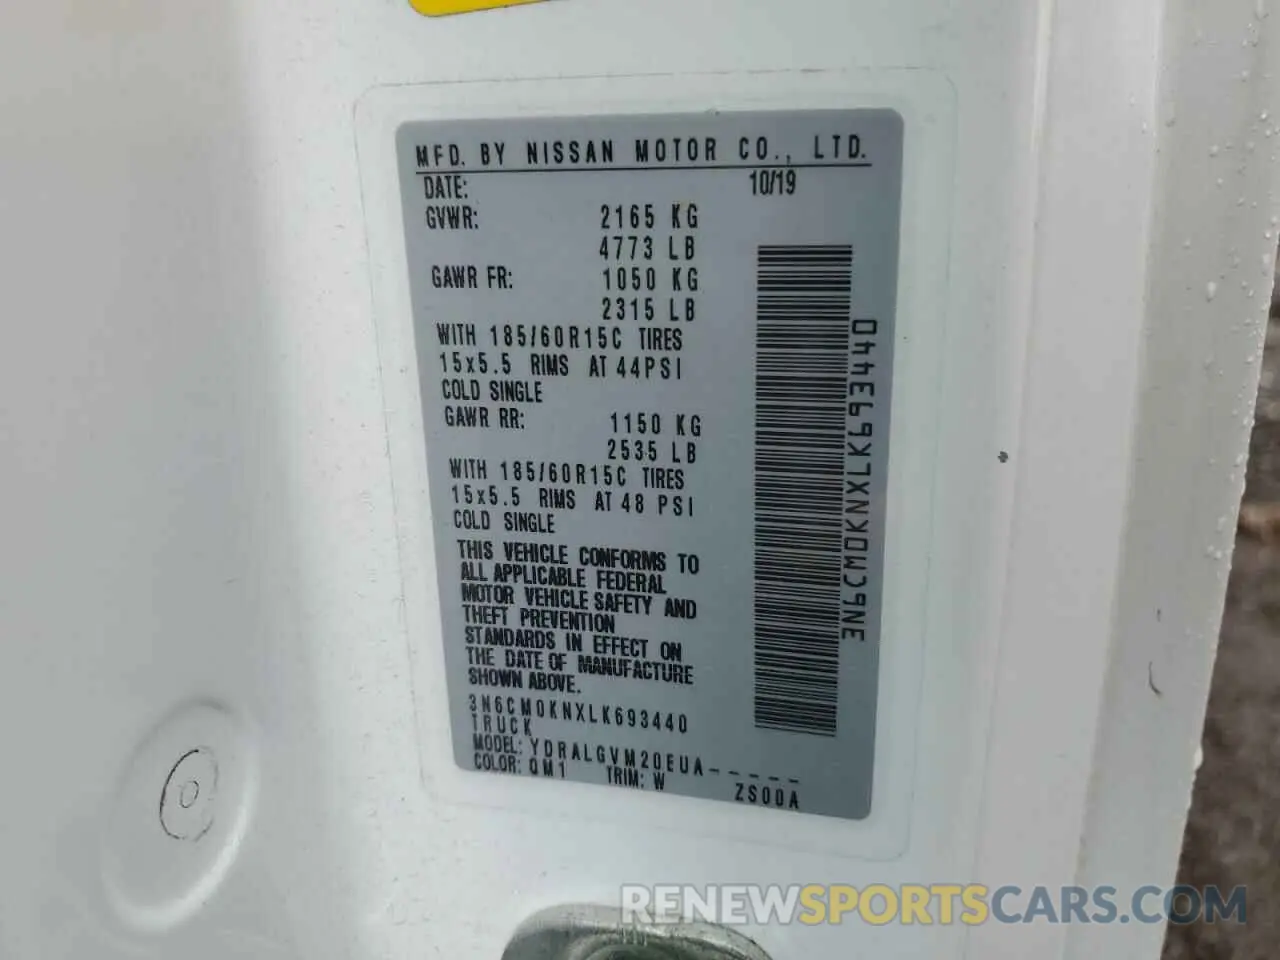 MFD. BY NISSAN MOTOR CO., LTD.
DATE: 10/19
GVWR: 2165 KG
4773 LB
GAWR FR: 1050 KG
2315 LB
WITH 185/60R15C TIRES
15x5.5 RIMS AT 44PSI
COLD SINGLE
GAWR RR: 1150 KG
2535 LB
WITH 185/60R15C TIRES
15x5.5 RIMS AT 48 PSI
COLD SINGLE
THIS VEHICLE CONFORMS TO
ALL APPLICABLE FEDERAL
MOTOR VEHICLE SAFETY AND
THEFT PREVENTION
STANDARDS IN EFFECT ON
THE DATE OF MANUFACTURE
SHOWN ABOVE.
3N6CM0KNXLK693440
TRUCK
MODEL: YDRALGVM20EUA-----
COLOR: QM1 TRIM: W ZS00A
3N6CM0KNXLK693440
RENEWSPORTSCARS.COM